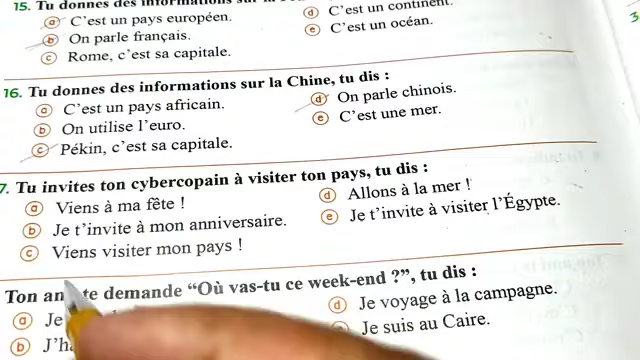 15. Tu donnes des informations sur la
ⓐ C'est un pays européen.
ⓑ On parle français.
ⓒ Rome, c'est sa capitale.
ⓓ C'est un continent.
ⓔ C'est un océan.
16. Tu donnes des informations sur la Chine, tu dis :
ⓐ C'est un pays africain.
ⓑ On utilise l'euro.
ⓒ Pékin, c'est sa capitale.
ⓓ On parle chinois.
ⓔ C'est une mer.
7. Tu invites ton cybercopain à visiter ton pays, tu dis :
ⓐ Viens à ma fête !
ⓑ Je t'invite à mon anniversaire.
ⓒ Viens visiter mon pays !
ⓓ Allons à la mer !
ⓔ Je t'invite à visiter l'Égypte.
Ton te demande “Où vas-tu ce week-end ?”, tu dis :
ⓐ Je
ⓑ J'h
ⓓ Je voyage à la campagne.
Je suis au Caire.
3